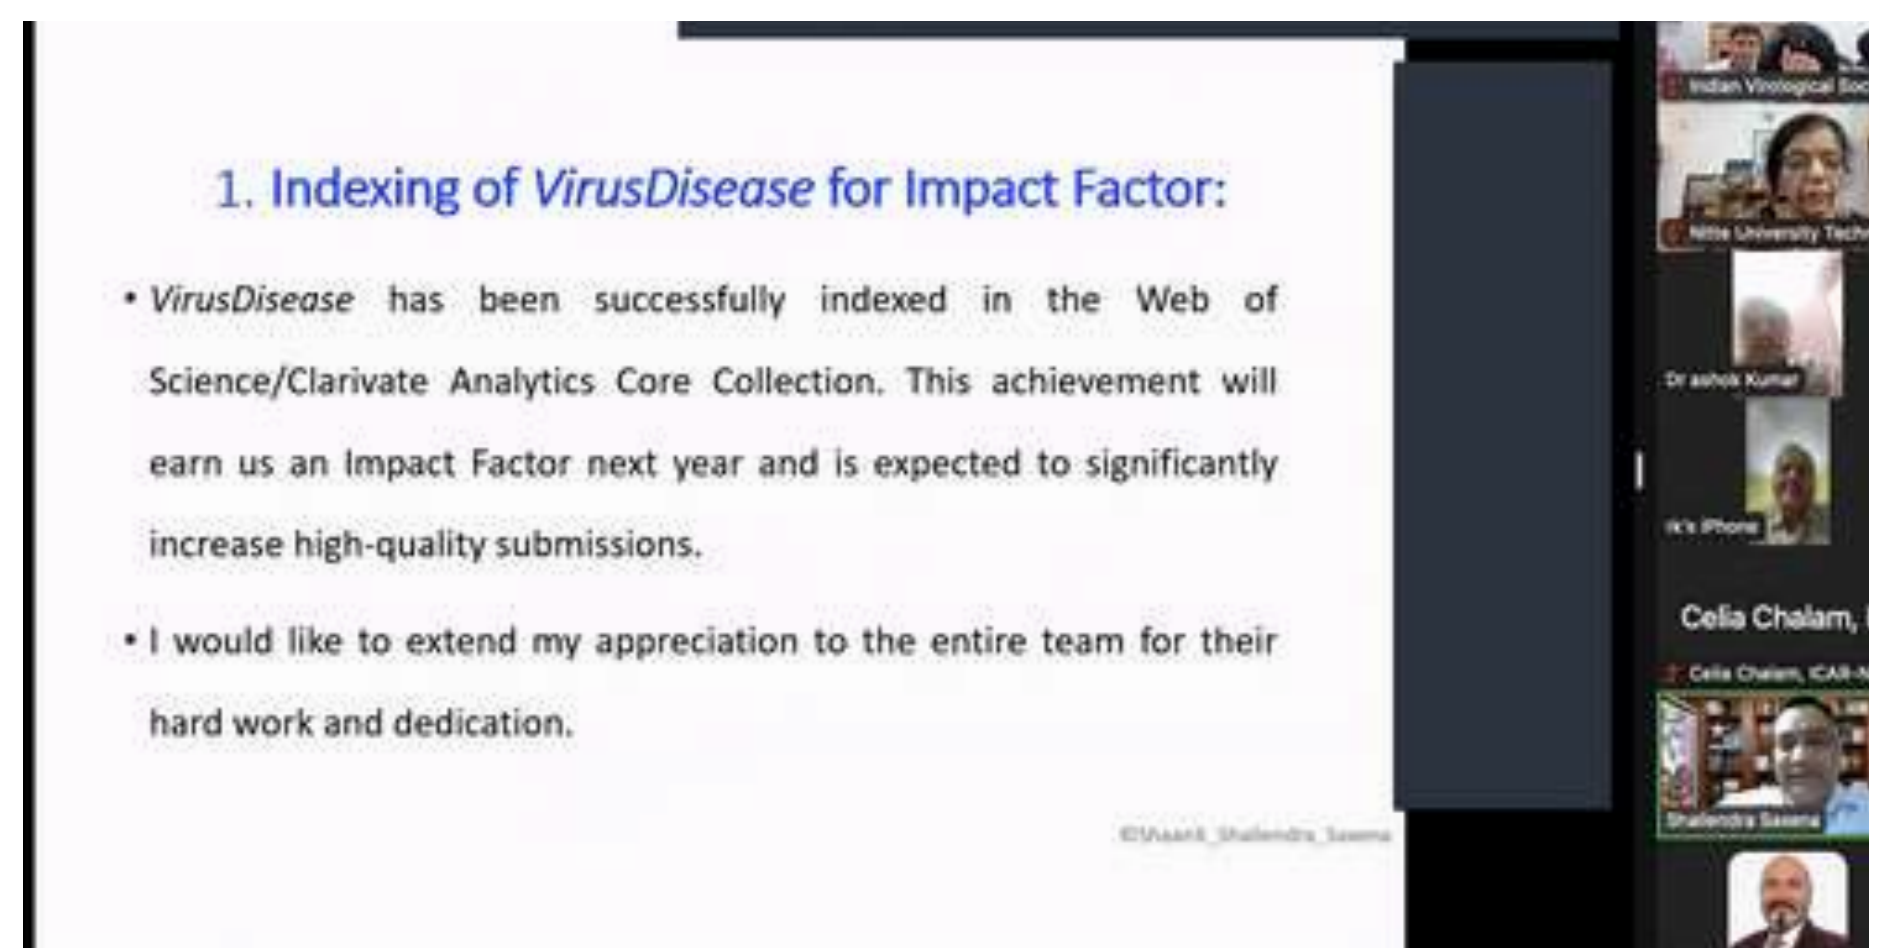 1. Indexing of VirusDisease for Impact Factor:
• VirusDisease has been successfully indexed in the Web of
Science/Clarivate Analytics Core Collection. This achievement will
earn us an Impact Factor next year and is expected to significantly
increase high-quality submissions.
• I would like to extend my appreciation to the entire team for their
hard work and dedication.
Indian Virological Soc
Nitte University Techn
Dr ashok Kumar
rk's iPhone
Celia Chalam,
Celia Chalam, ICAR-N
Shailendra Saxena